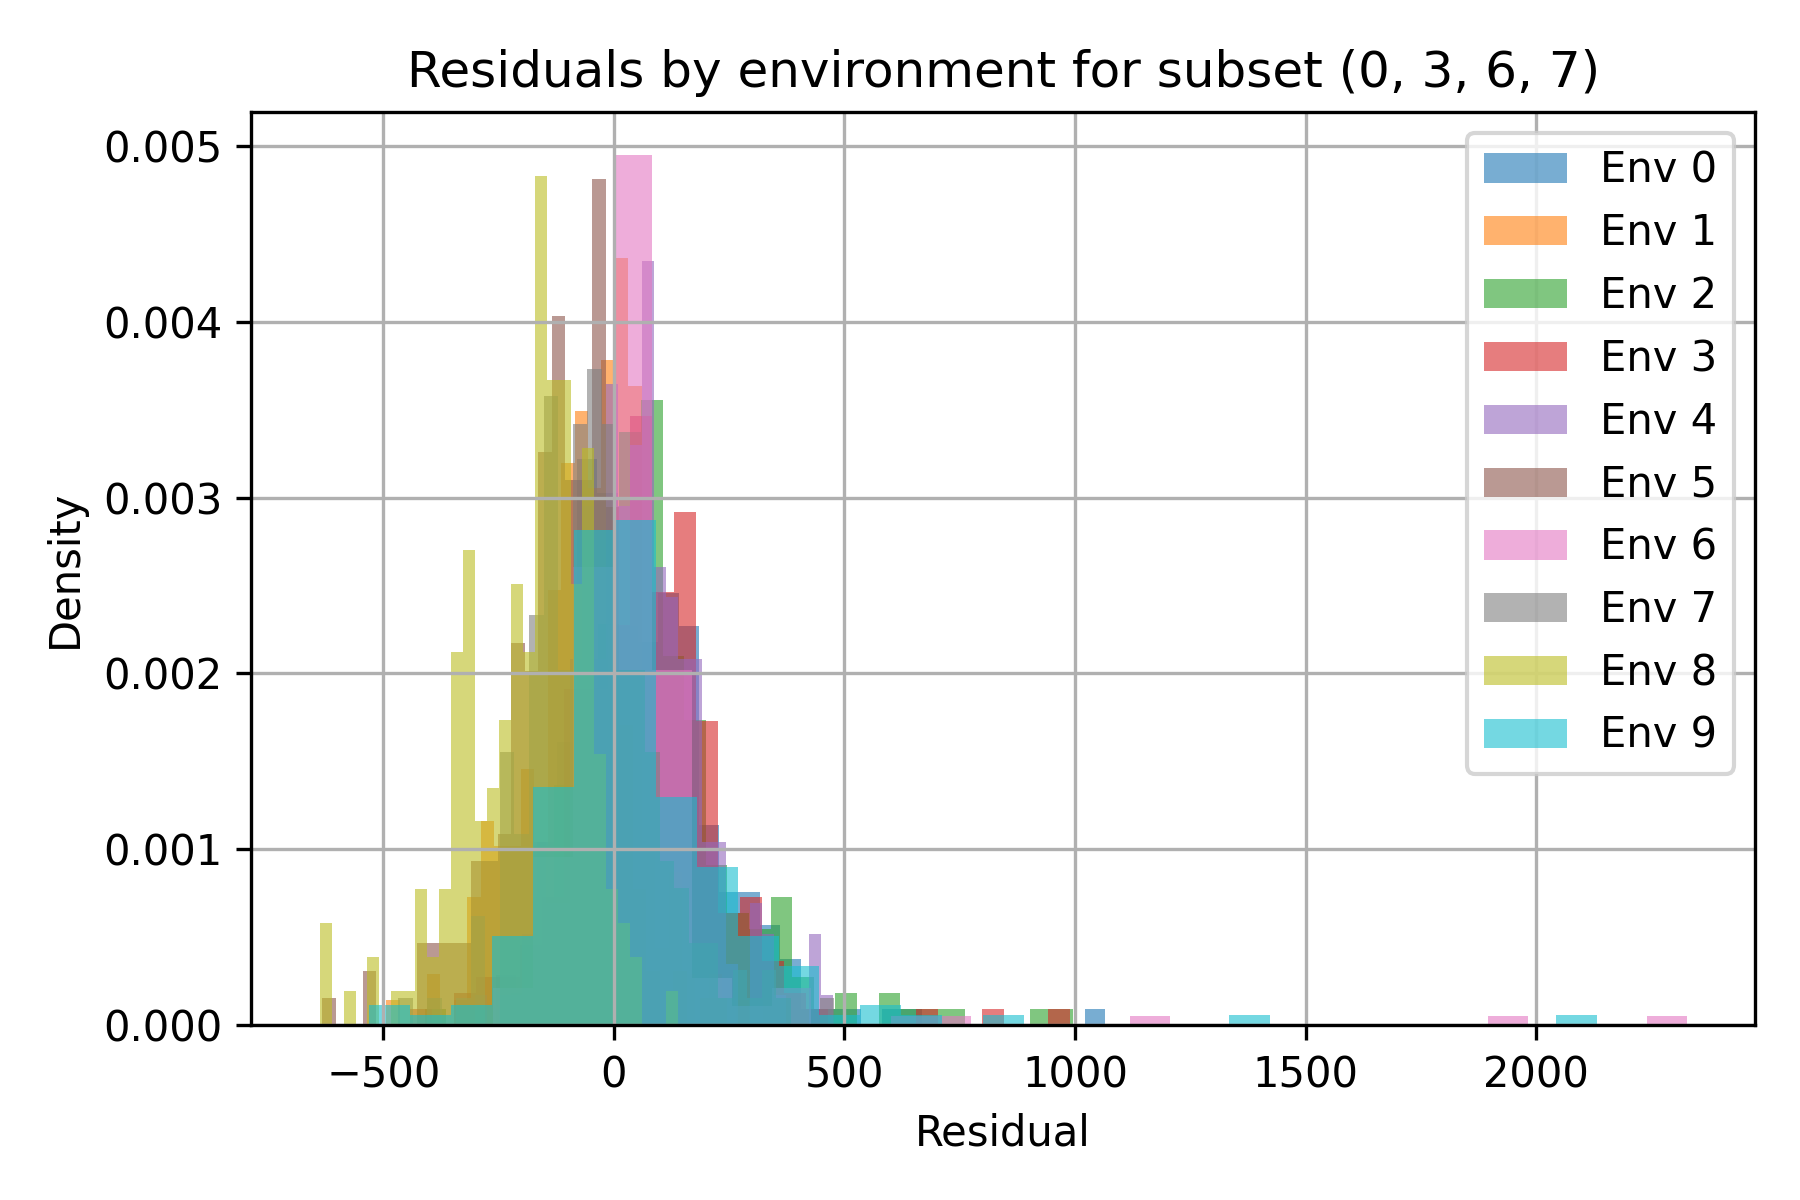 Residuals by environment for subset (0, 3, 6, 7)
0.005
0.004
0.003
0.002
0.001
0.000
Density
−500
0
500
1000
1500
2000
Residual
Env 0
Env 1
Env 2
Env 3
Env 4
Env 5
Env 6
Env 7
Env 8
Env 9